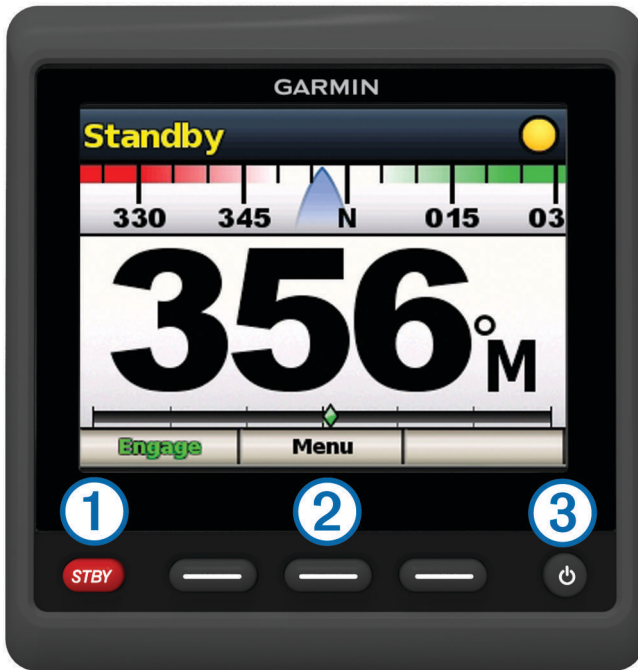 GARMIN
Standby
330 345 N 015 03
356°M
Engage Menu
1 2 3
STBY